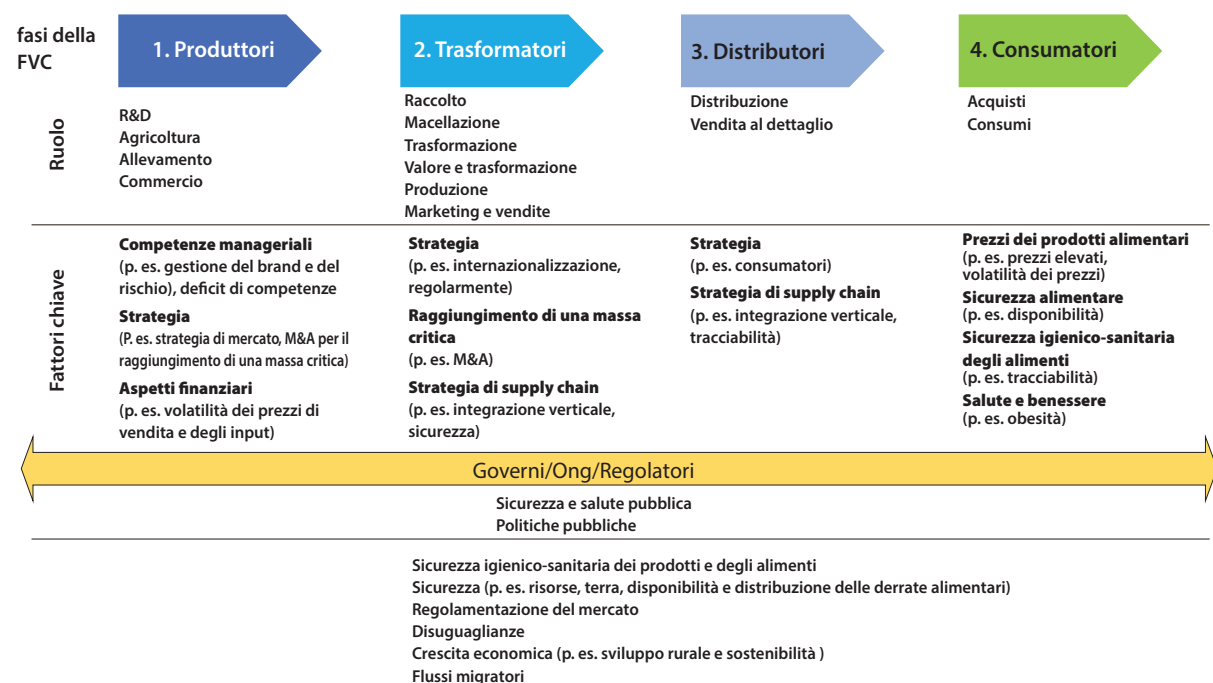 fasi della
FVC
1. Produttori
2. Trasformatori
3. Distributori
4. Consumatori
Ruolo
R&D
Agricoltura
Allevamento
Commercio
Raccolto
Macellazione
Trasformazione
Valore e trasformazione
Produzione
Marketing e vendite
Distribuzione
Vendita al dettaglio
Acquisti
Consumi
Fattori chiave
Competenze manageriali
(p. es. gestione del brand e del
rischio), deficit di competenze
Strategia
(P. es. strategia di mercato, M&A per il
raggiungimento di una massa critica)
Aspetti finanziari
(p. es. volatilità dei prezzi di
vendita e degli input)
Strategia
(p. es. internazionalizzazione,
regolarmente)
Raggiungimento di una massa
critica
(p. es. M&A)
Strategia di supply chain
(p. es. integrazione verticale,
sicurezza)
Strategia
(p. es. consumatori)
Strategia di supply chain
(p. es. integrazione verticale,
tracciabilità)
Prezzi dei prodotti alimentari
(p. es. prezzi elevati,
volatilità dei prezzi)
Sicurezza alimentare
(p. es. disponibilità)
Sicurezza igienico-sanitaria
degli alimenti
(p. es. tracciabilità)
Salute e benessere
(p. es. obesità)
Governi/Ong/Regolatori
Sicurezza e salute pubblica
Politiche pubbliche
Sicurezza igienico-sanitaria dei prodotti e degli alimenti
Sicurezza (p. es. risorse, terra, disponibilità e distribuzione delle derrate alimentari)
Regolamentazione del mercato
Disuguaglianze
Crescita economica (p. es. sviluppo rurale e sostenibilità )
Flussi migratori